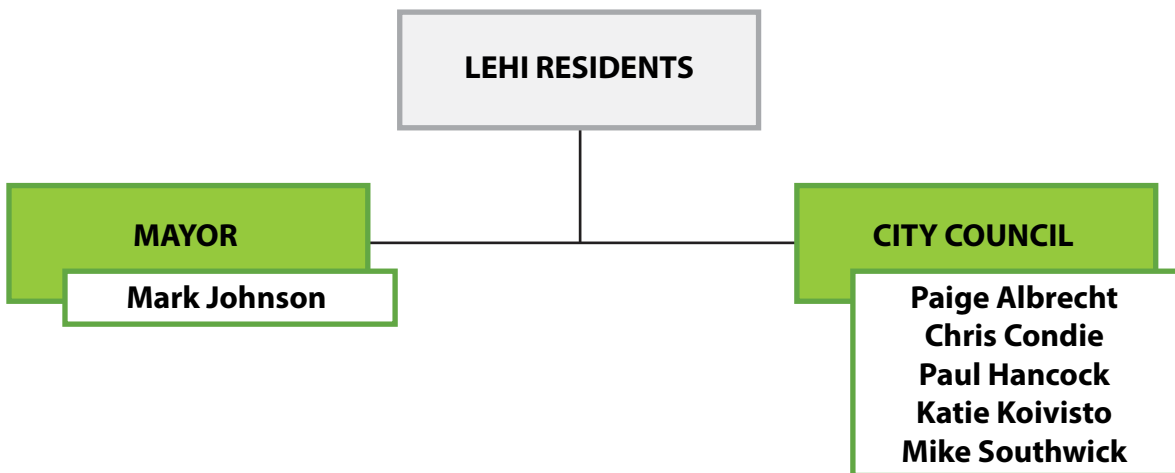 LEHI RESIDENTS
MAYOR
Mark Johnson
CITY COUNCIL
Paige Albrecht
Chris Condie
Paul Hancock
Katie Koivisto
Mike Southwick